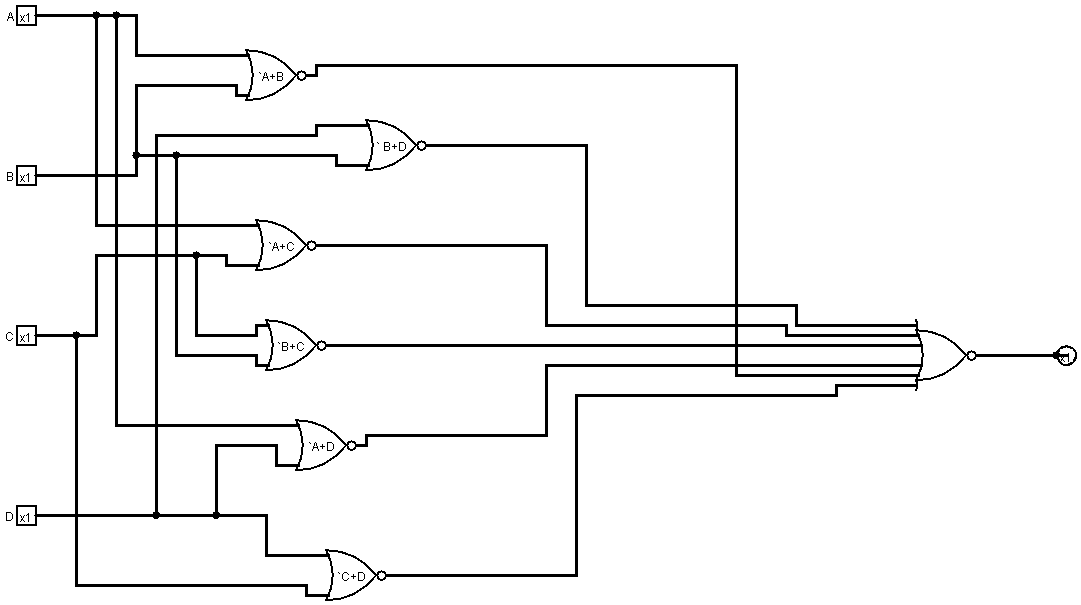 A x1
`A+B
` B+D
B x1
`A+C
C x1
`B+C
x1
`A+D
D x1
`C+D